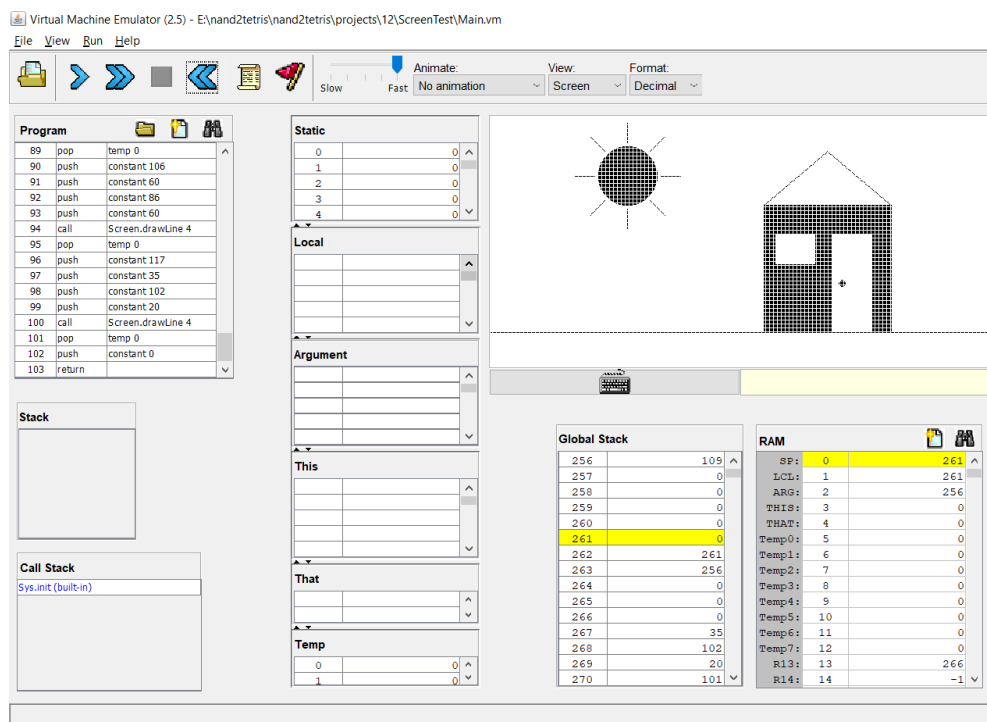 Virtual Machine Emulator (2.5) - E:\nand2tetris\nand2tetris\projects\12\ScreenTest\Main.vm
File View Run Help
Slow Fast
Animate:
No animation
View:
Screen
Format:
Decimal
Program
89 pop temp 0
90 push constant 106
91 push constant 60
92 push constant 86
93 push constant 60
94 call Screen.drawLine 4
95 pop temp 0
96 push constant 117
97 push constant 35
98 push constant 102
99 push constant 20
100 call Screen.drawLine 4
101 pop temp 0
102 push constant 0
103 return
Stack
Call Stack
Sys.init (built-in)
Static
0 0
1 0
2 0
3 0
4 0
Local
Argument
This
That
Temp
0 0
1 0
Global Stack
256 109
257 0
258 0
259 0
260 0
261 0
262 261
263 256
264 0
265 0
266 0
267 35
268 102
269 20
270 101
RAM
SP: 0 261
LCL: 1 261
ARG: 2 256
THIS: 3 0
THAT: 4 0
Temp0: 5 0
Temp1: 6 0
Temp2: 7 0
Temp3: 8 0
Temp4: 9 0
Temp5: 10 0
Temp6: 11 0
Temp7: 12 0
R13: 13 266
R14: 14 -1